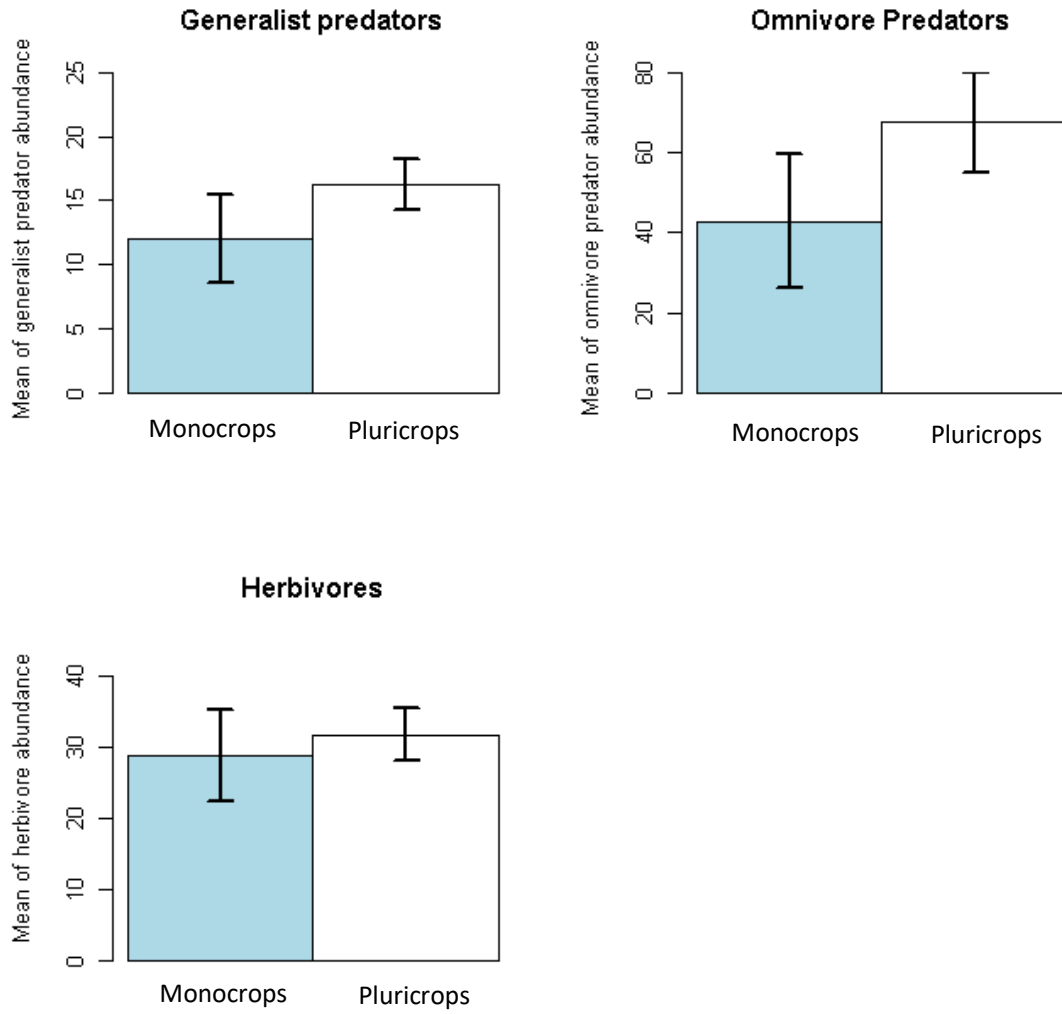 Generalist predators
Mean of generalist predator abundance
25
20
15
10
5
0
Monocrops
Pluricrops
Omnivore Predators
Mean of omnivore predator abundance
80
60
40
20
0
Monocrops
Pluricrops
Herbivores
Mean of herbivore abundance
40
30
20
10
0
Monocrops
Pluricrops